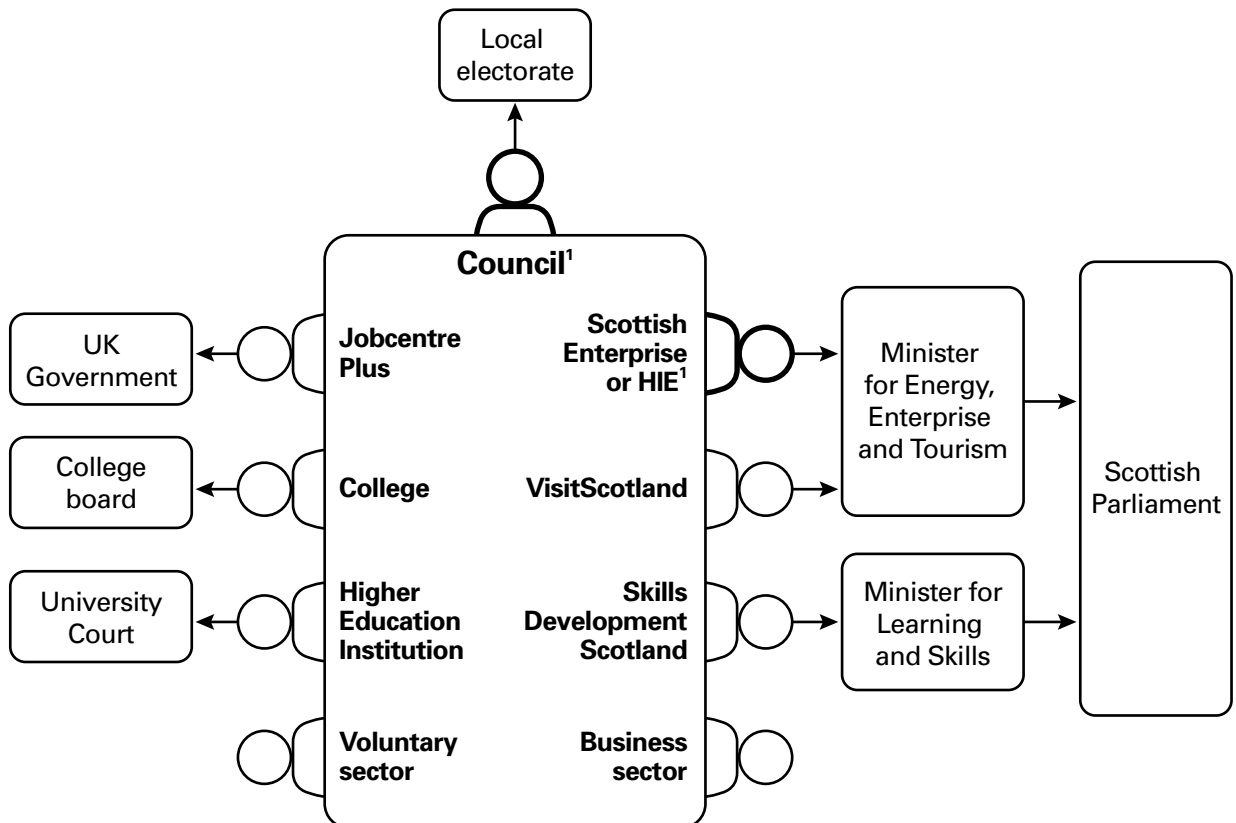 Local
electorate
Council¹
UK
Government
Jobcentre
Plus
Scottish
Enterprise
or HIE¹
Minister
for Energy,
Enterprise
and Tourism
Scottish
Parliament
College
board
College
VisitScotland
University
Court
Higher
Education
Institution
Skills
Development
Scotland
Minister for
Learning
and Skills
Voluntary
sector
Business
sector